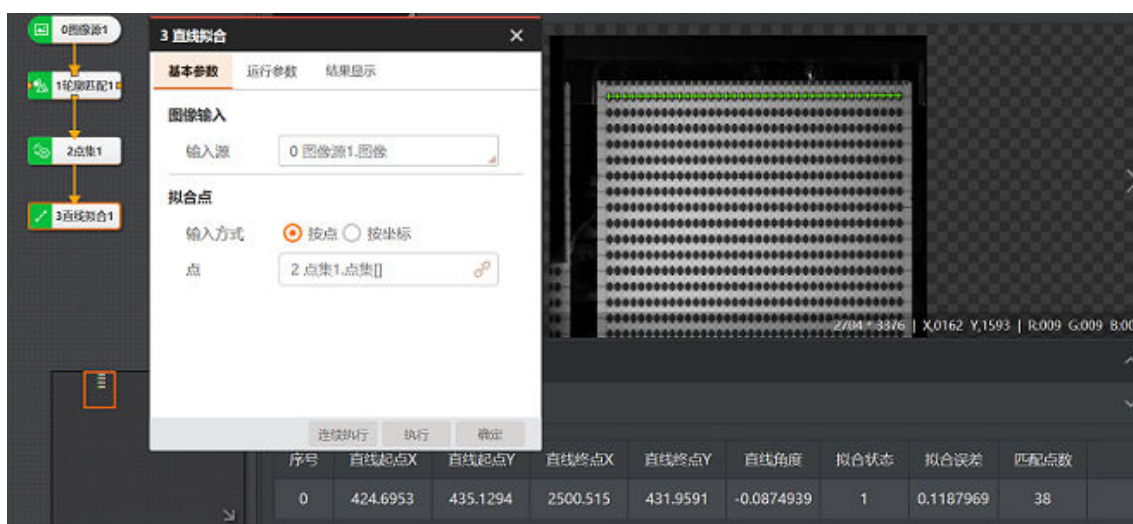 0图像源1
1轮廓匹配1
2点集1
3直线拟合1
3 直线拟合
基本参数 运行参数 结果显示
图像输入
输入源 0 图像源1.图像
拟合点
输入方式 按点 按坐标
点 2 点集1.点集[]
连续执行 执行 确定
2704 * 3376 | X,0162 Y,1593 | R:009 G:009 B:00
序号 直线起点X 直线起点Y 直线终点X 直线终点Y 直线角度 拟合状态 拟合误差 匹配点数
0 424.6953 435.1294 2500.515 431.9591 -0.0874939 1 0.1187969 38